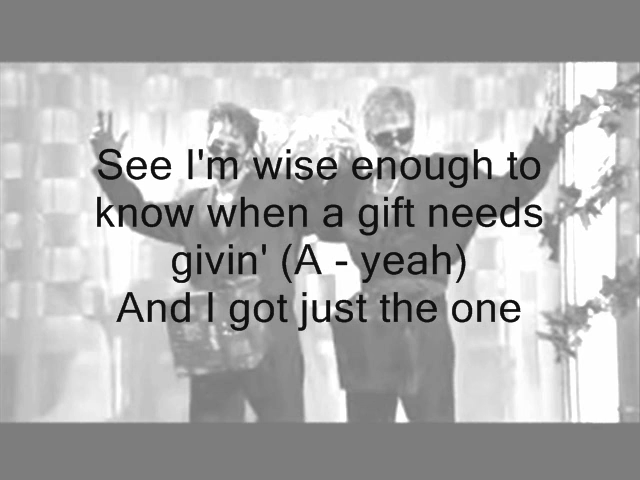 See I'm wise enough to
know when a gift needs
givin' (A - yeah)
And I got just the one